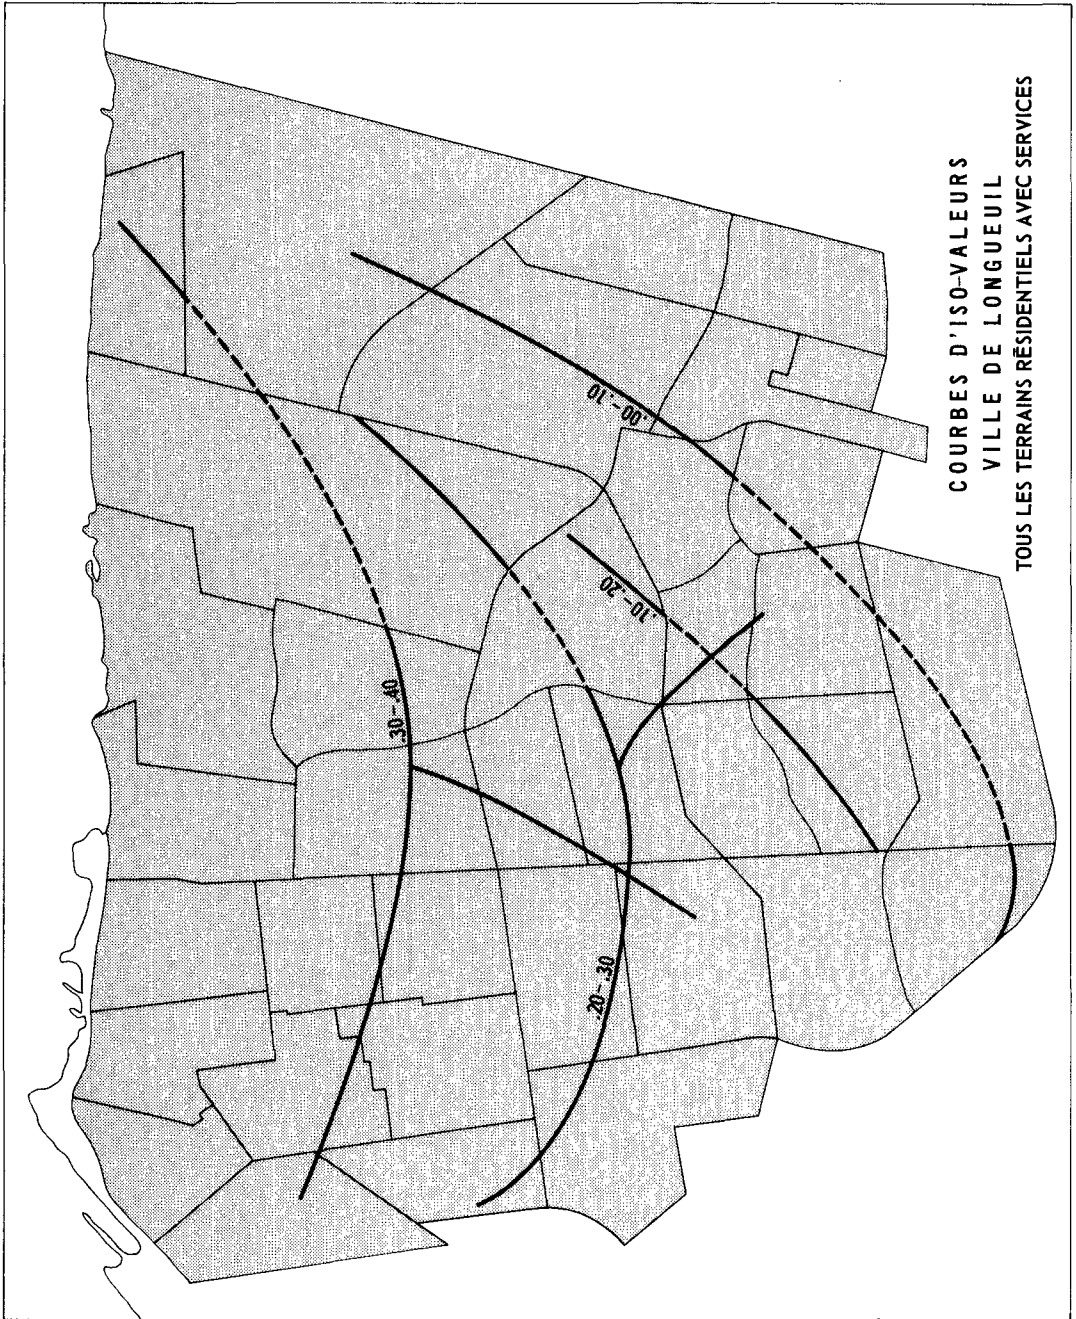 COURBES D'ISO-VALEURS
VILLE DE LONGUEUIL
TOUS LES TERRAINS RÉSIDENTIELS AVEC SERVICES
.30-.40
.20-.30
.10-.20
.00-.10